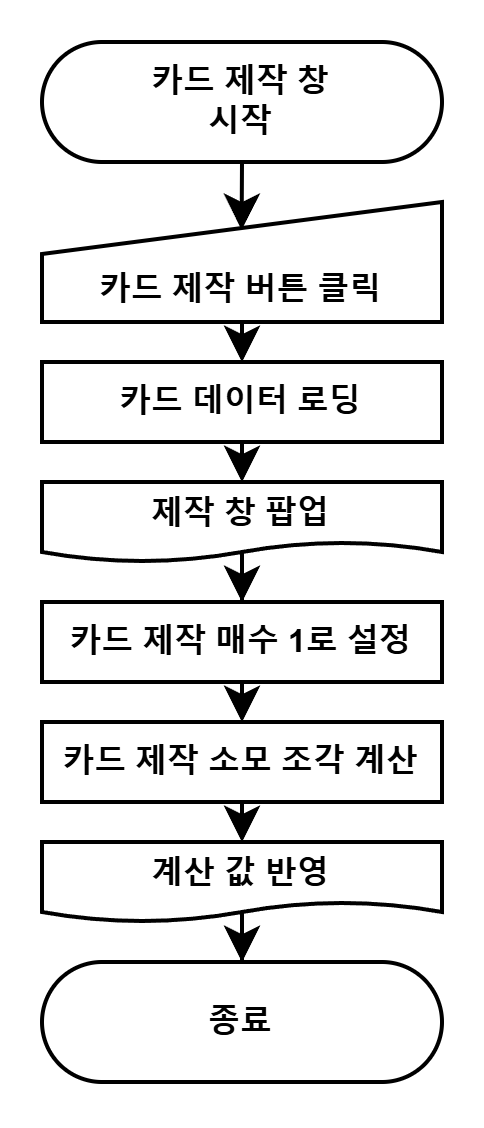 카드 제작 창
시작
카드 제작 버튼 클릭
카드 데이터 로딩
제작 창 팝업
카드 제작 매수 1로 설정
카드 제작 소모 조각 계산
계산 값 반영
종료